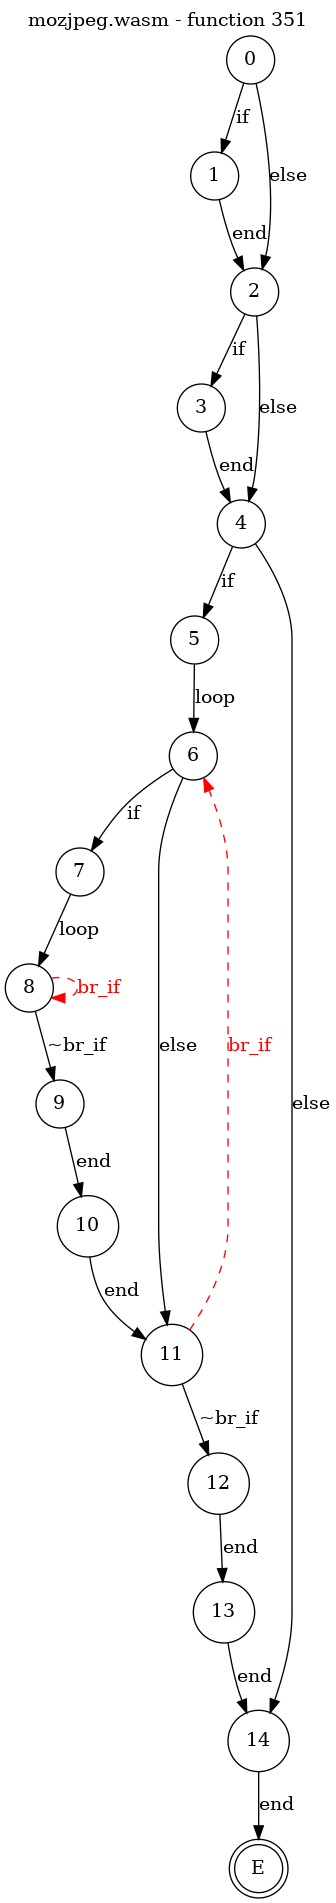 mozjpeg.wasm - function 351
0
if
else
1
end
2
if
else
3
end
4
if
5
loop
6
if
7
loop
8
br_if
~br_if
else
br_if
9
else
end
10
end
11
~br_if
12
end
13
end
14
end
E